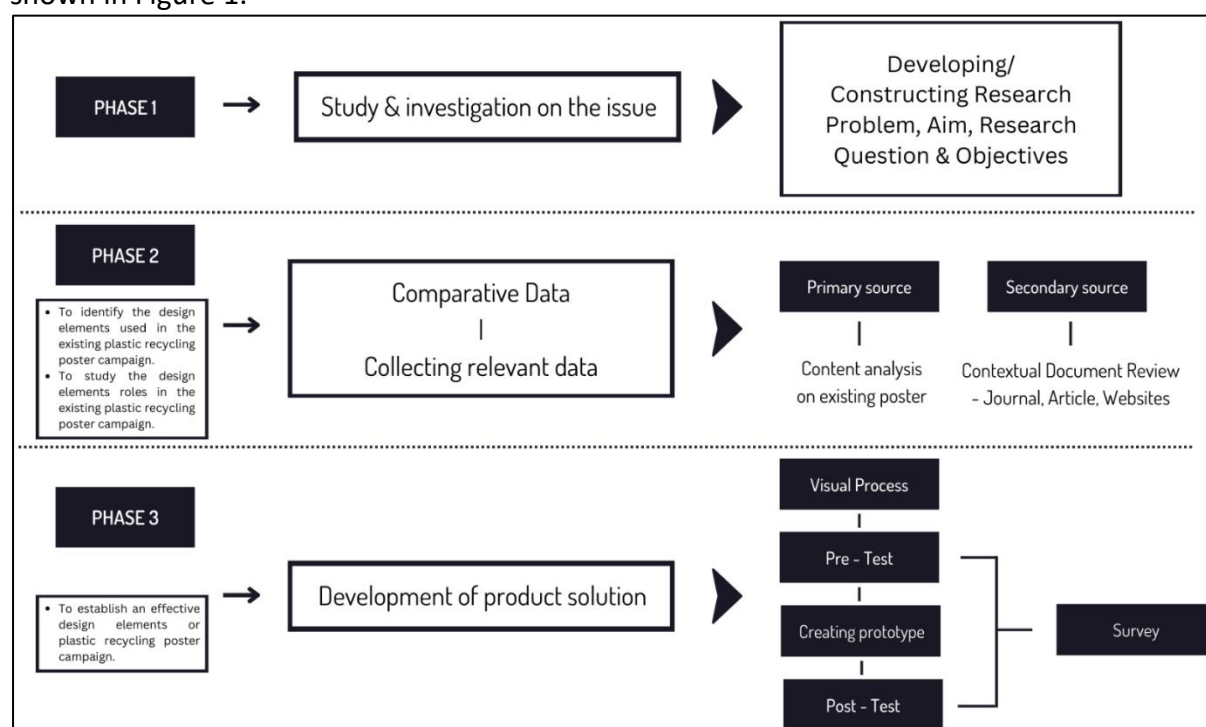 shown in Figure 1.
PHASE 1
Study & investigation on the issue
Developing/
Constructing Research
Problem, Aim, Research
Question & Objectives
PHASE 2
• To identify the design
elements used in the
existing plastic recycling
poster campaign.
• To study the design
elements roles in the
existing plastic recycling
poster campaign.
Comparative Data
Collecting relevant data
Primary source
Content analysis
on existing poster
Secondary source
Contextual Document Review
- Journal, Article, Websites
PHASE 3
• To establish an effective
design elements or
plastic recycling poster
campaign.
Development of product solution
Visual Process
Pre - Test
Creating prototype
Post - Test
Survey